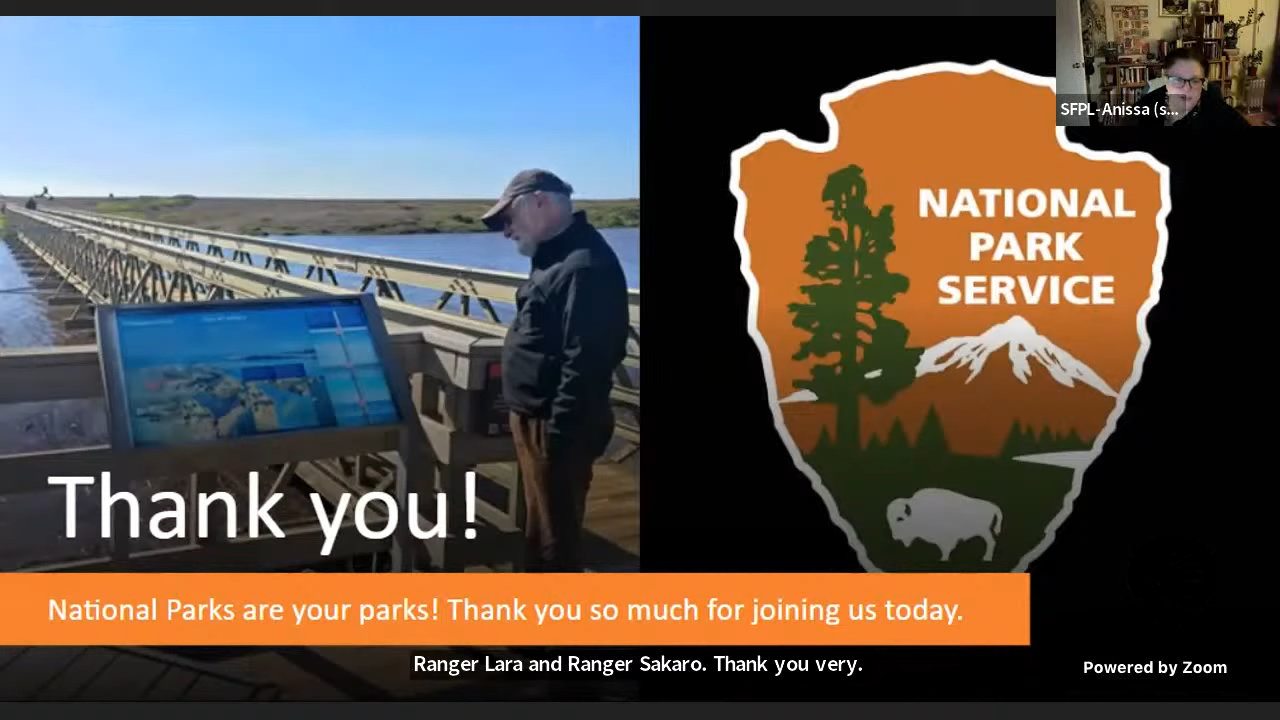 SFPL-Anissa (s...
NATIONAL
PARK
SERVICE
Thank you!
National Parks are your parks! Thank you so much for joining us today.
Ranger Lara and Ranger Sakaro. Thank you very.
Powered by Zoom